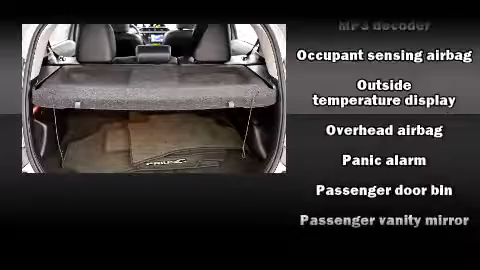 MP3 decoder
Occupant sensing airbag
Outside
temperature display
Overhead airbag
Panic alarm
Passenger door bin
Passenger vanity mirror